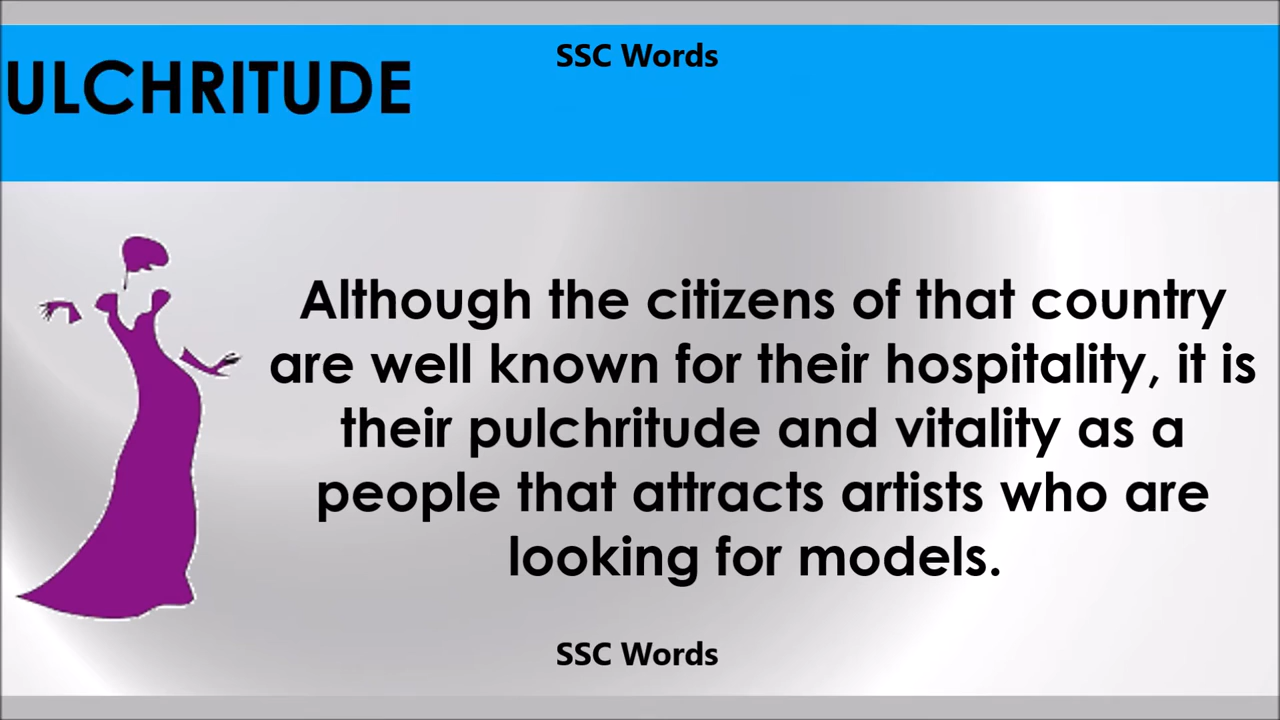 SSC Words
ULCHRITUDE
Although the citizens of that country
are well known for their hospitality, it is
their pulchritude and vitality as a
people that attracts artists who are
looking for models.
SSC Words